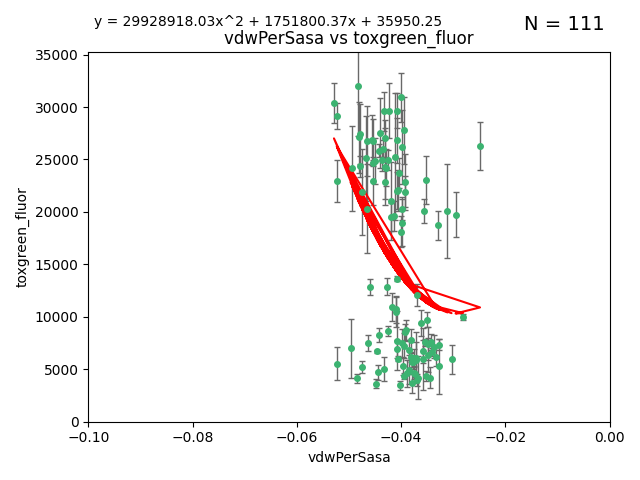 y = 29928918.03x^2 + 1751800.37x + 35950.25
N = 111
vdwPerSasa vs toxgreen_fluor
35000
30000
25000
20000
15000
10000
5000
0
toxgreen_fluor
−0.10
−0.08
−0.06
−0.04
−0.02
0.00
vdwPerSasa